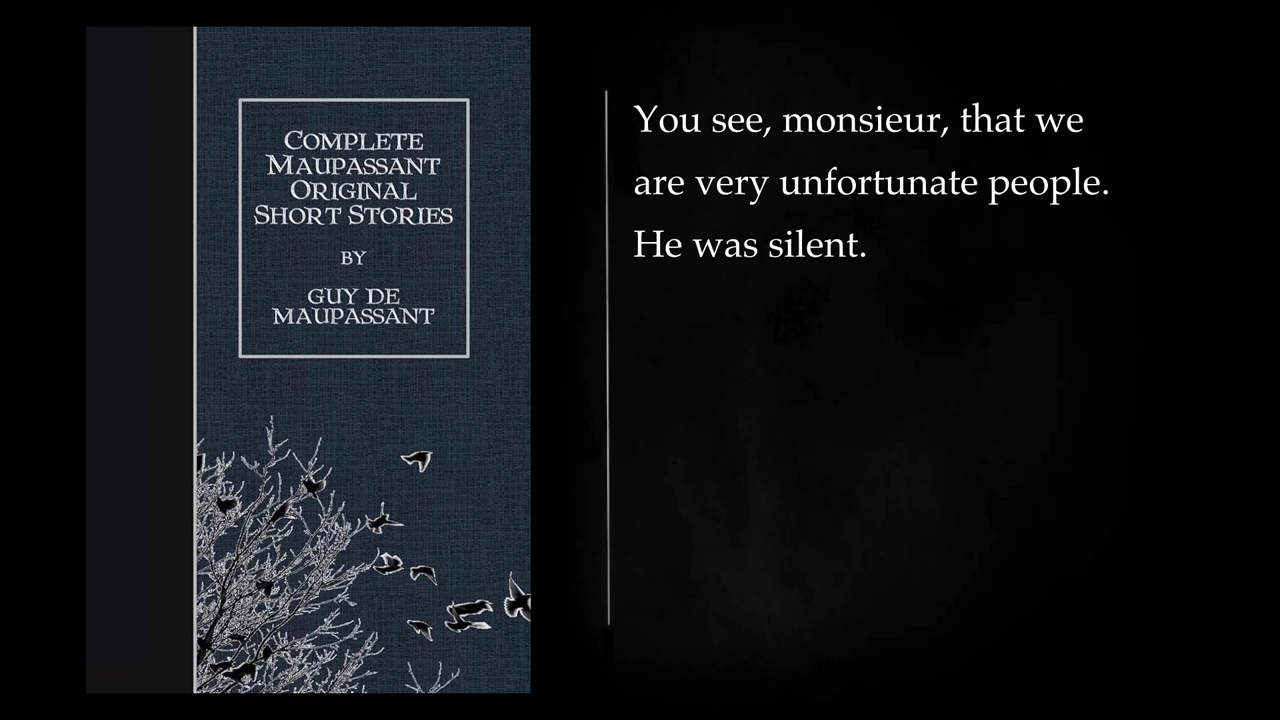 COMPLETE
MAUPASSANT
ORIGINAL
SHORT STORIES
BY
GUY DE
MAUPASSANT
You see, monsieur, that we
are very unfortunate people.
He was silent.